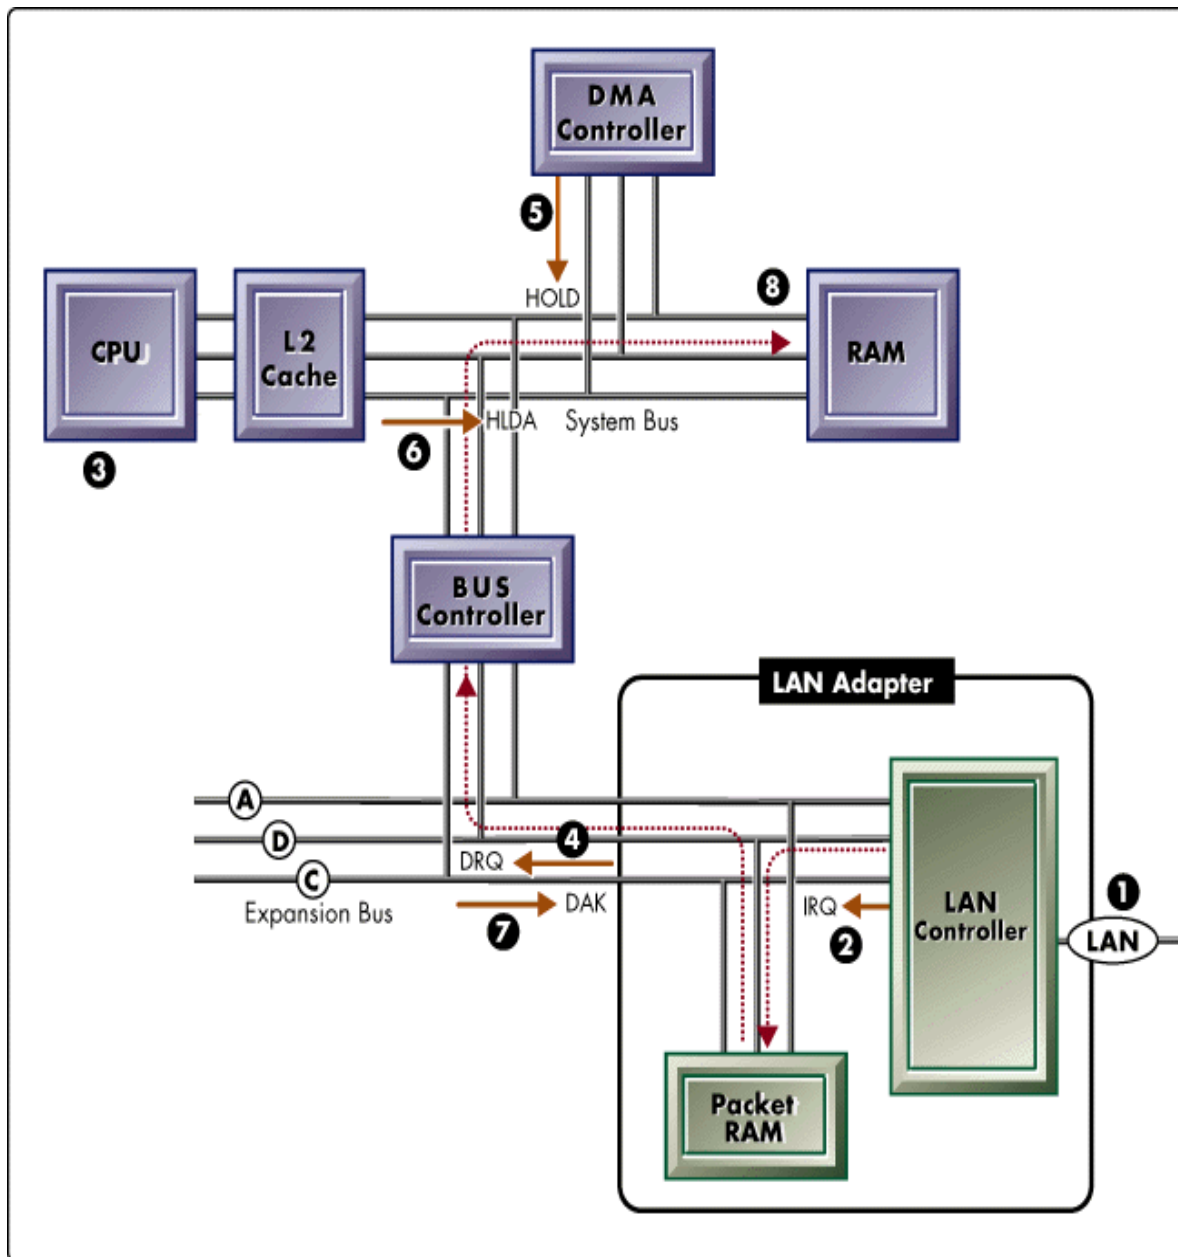 DMA
Controller
5
HOLD
8
CPU
L2
Cache
RAM
HLDA
System Bus
6
3
BUS
Controller
LAN Adapter
A
D
4
DRQ
C
Expansion Bus
7
DAK
IRQ
2
LAN
Controller
1
LAN
Packet
RAM